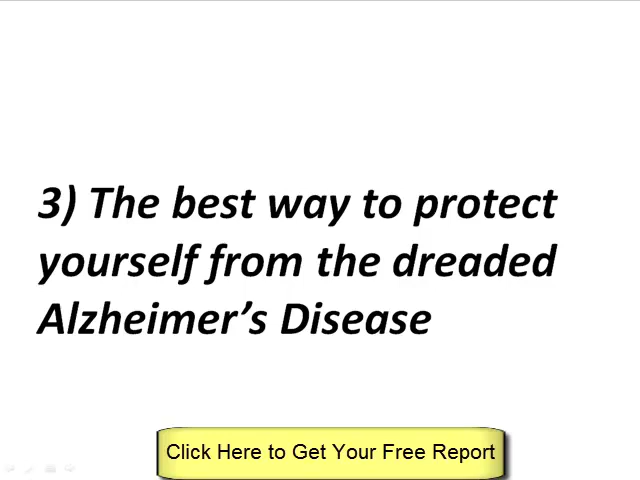 3) The best way to protect
yourself from the dreaded
Alzheimer's Disease
Click Here to Get Your Free Report